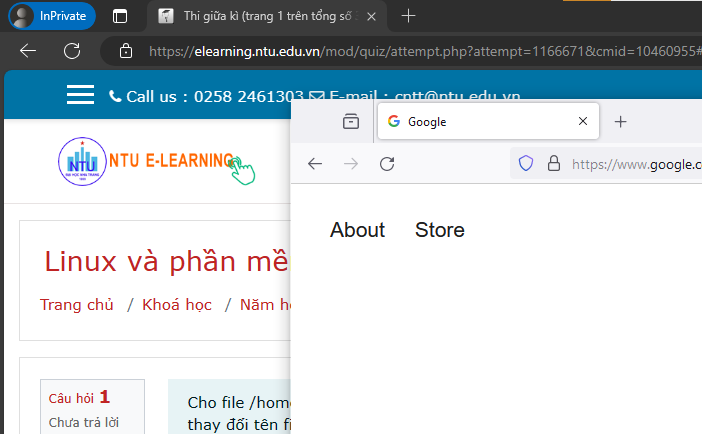 InPrivate
Thi giữa kì (trang 1 trên tổng số
https://elearning.ntu.edu.vn/mod/quiz/attempt.php?attempt=1166671&cmid=10460955#
Call us : 0258 2461303 E-mail : cntt@ntu.edu.vn
Google
https://www.google.c
NTU
NTU E-LEARNING
About Store
Linux và phần mề
Trang chủ / Khoá học / Năm h
Câu hỏi 1
Chưa trả lời
Cho file /hom
thay đổi tên fi